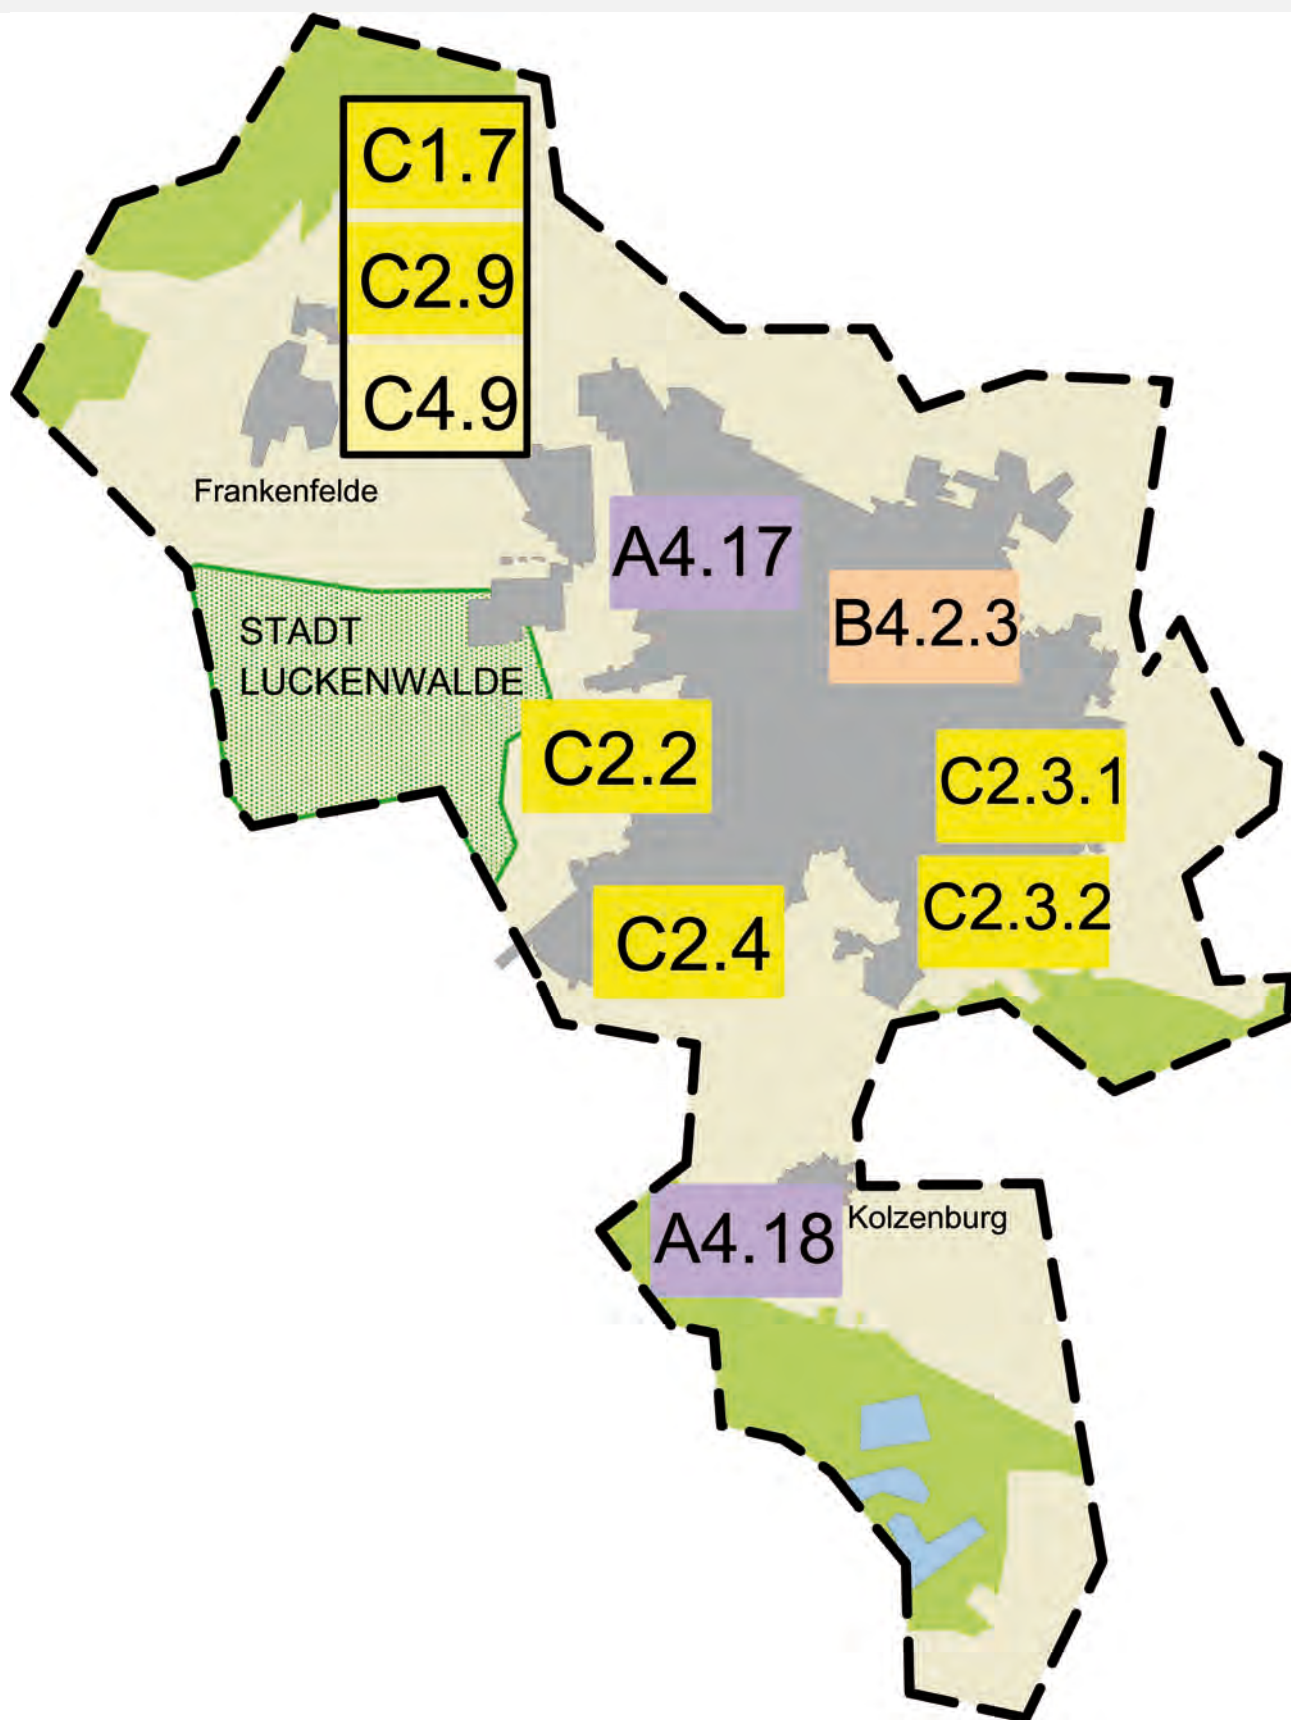 C1.7
C2.9
C4.9
Frankenfelde
A4.17
B4.2.3
STADT
LUCKENWALDE
C2.2
C2.3.1
C2.3.2
C2.4
A4.18
Kolzenburg